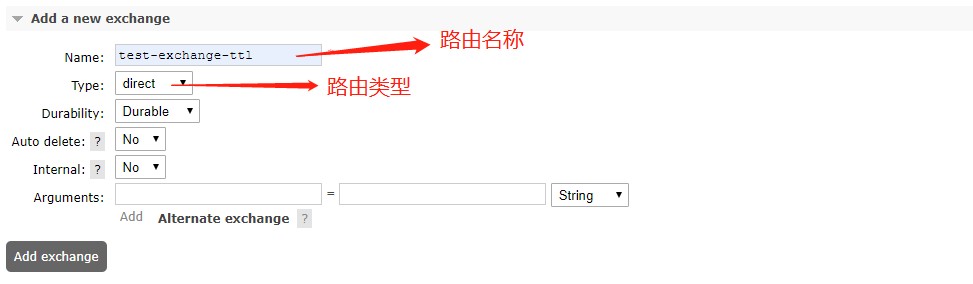 Add a new exchange
Name: test-exchange-ttl 路由名称
Type: direct 路由类型
Durability: Durable
Auto delete: ? No
Internal: ? No
Arguments: = String
Add Alternate exchange ?
Add exchange